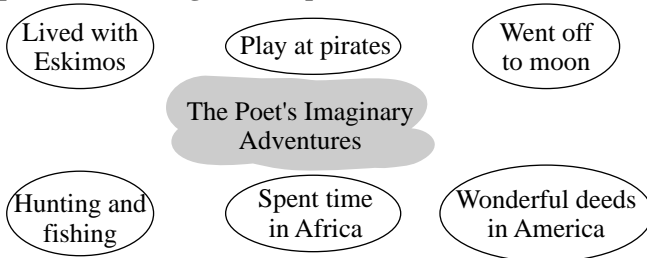 Lived with
Eskimos
Play at pirates
Went off
to moon
The Poet's Imaginary
Adventures
Hunting and
fishing
Spent time
in Africa
Wonderful deeds
in America